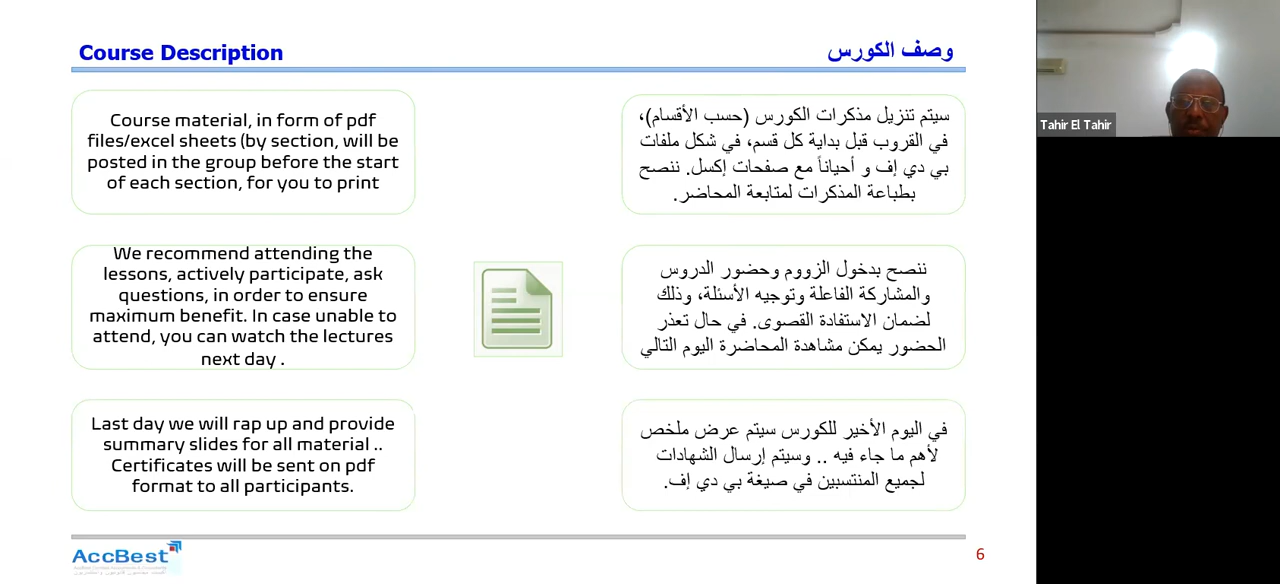 Course Description
وصف الكورس
Course material, in form of pdf
files/excel sheets (by section, will be
posted in the group before the start
of each section, for you to print
سيتم تنزيل مذكرات الكورس (حسب الأقسام)،
في القروب قبل بداية كل قسم، في شكل ملفات
بي دي إف و أحياناً مع صفحات إكسل. ننصح
بطباعة المذكرات لمتابعة المحاضر.
We recommend attending the
lessons, actively participate, ask
questions, in order to ensure
maximum benefit. In case unable to
attend, you can watch the lectures
next day .
ننصح بدخول الزووم وحضور الدروس
والمشاركة الفاعلة وتوجيه الأسئلة، وذلك
لضمان الاستفادة القصوى. في حال تعذر
الحضور يمكن مشاهدة المحاضرة اليوم التالي
Last day we will rap up and provide
summary slides for all material ..
Certificates will be sent on pdf
format to all participants.
في اليوم الأخير للكورس سيتم عرض ملخص
لأهم ما جاء فيه .. وسيتم إرسال الشهادات
لجميع المنتسبين في صيغة بي دي إف.
AccBest
6
Tahir El Tahir